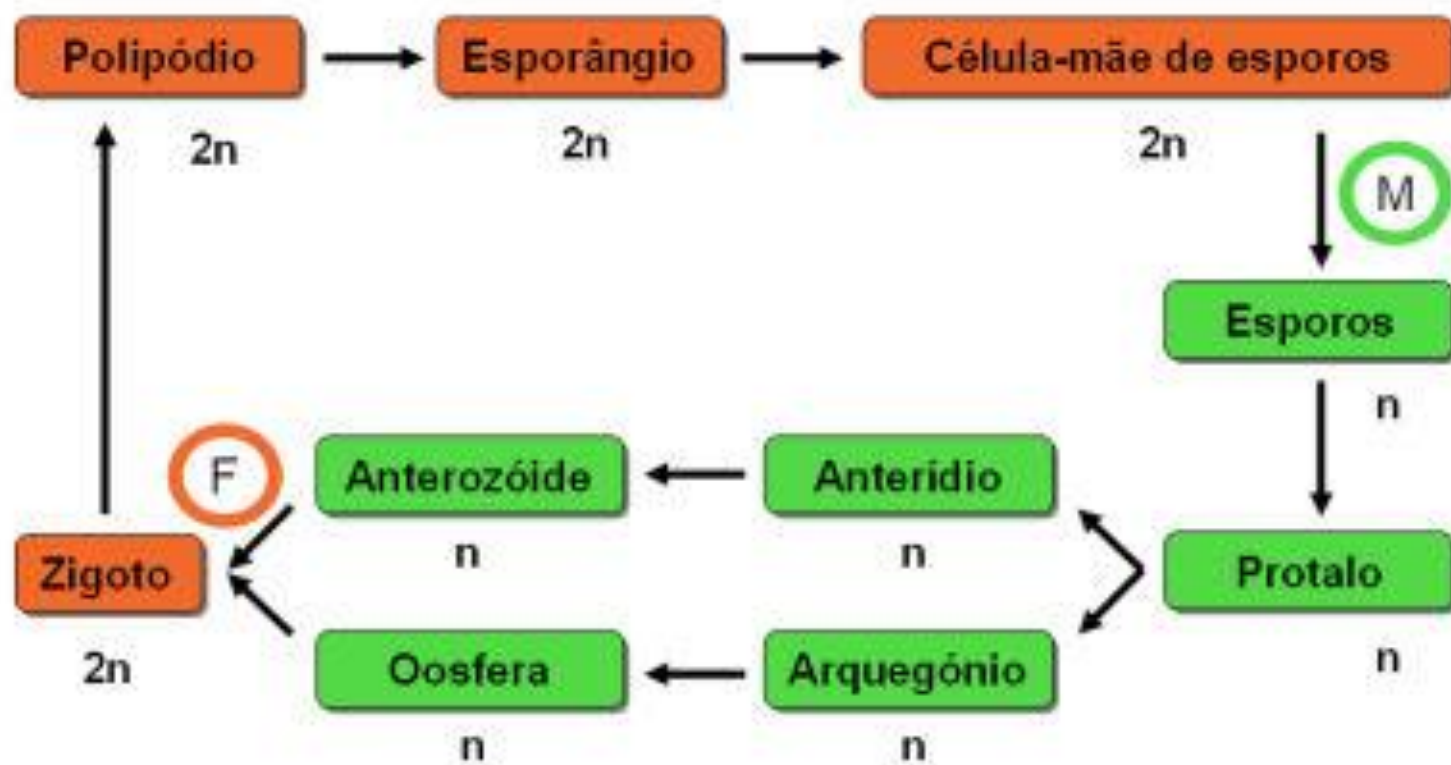 Polipódio
Esporângio
Célula-mãe de esporos
2n
2n
2n
M
Esporos
n
F
Anterozóide
Anterídio
n
n
Zigoto
Protalo
2n
n
Oosfera
Arquegónio
n
n